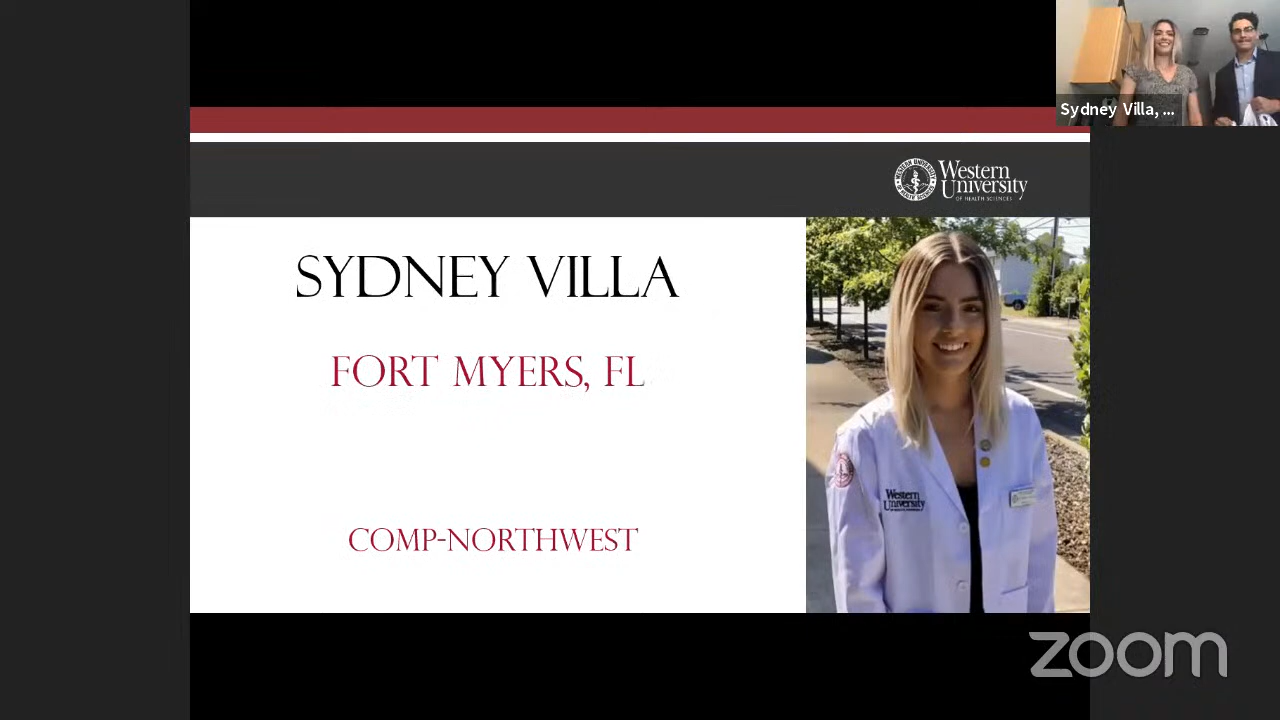 Sydney Villa, ...
Western
University
OF HEALTH SCIENCES
SYDNEY VILLA
FORT MYERS, FL
COMP-NORTHWEST
Western
University
zoom